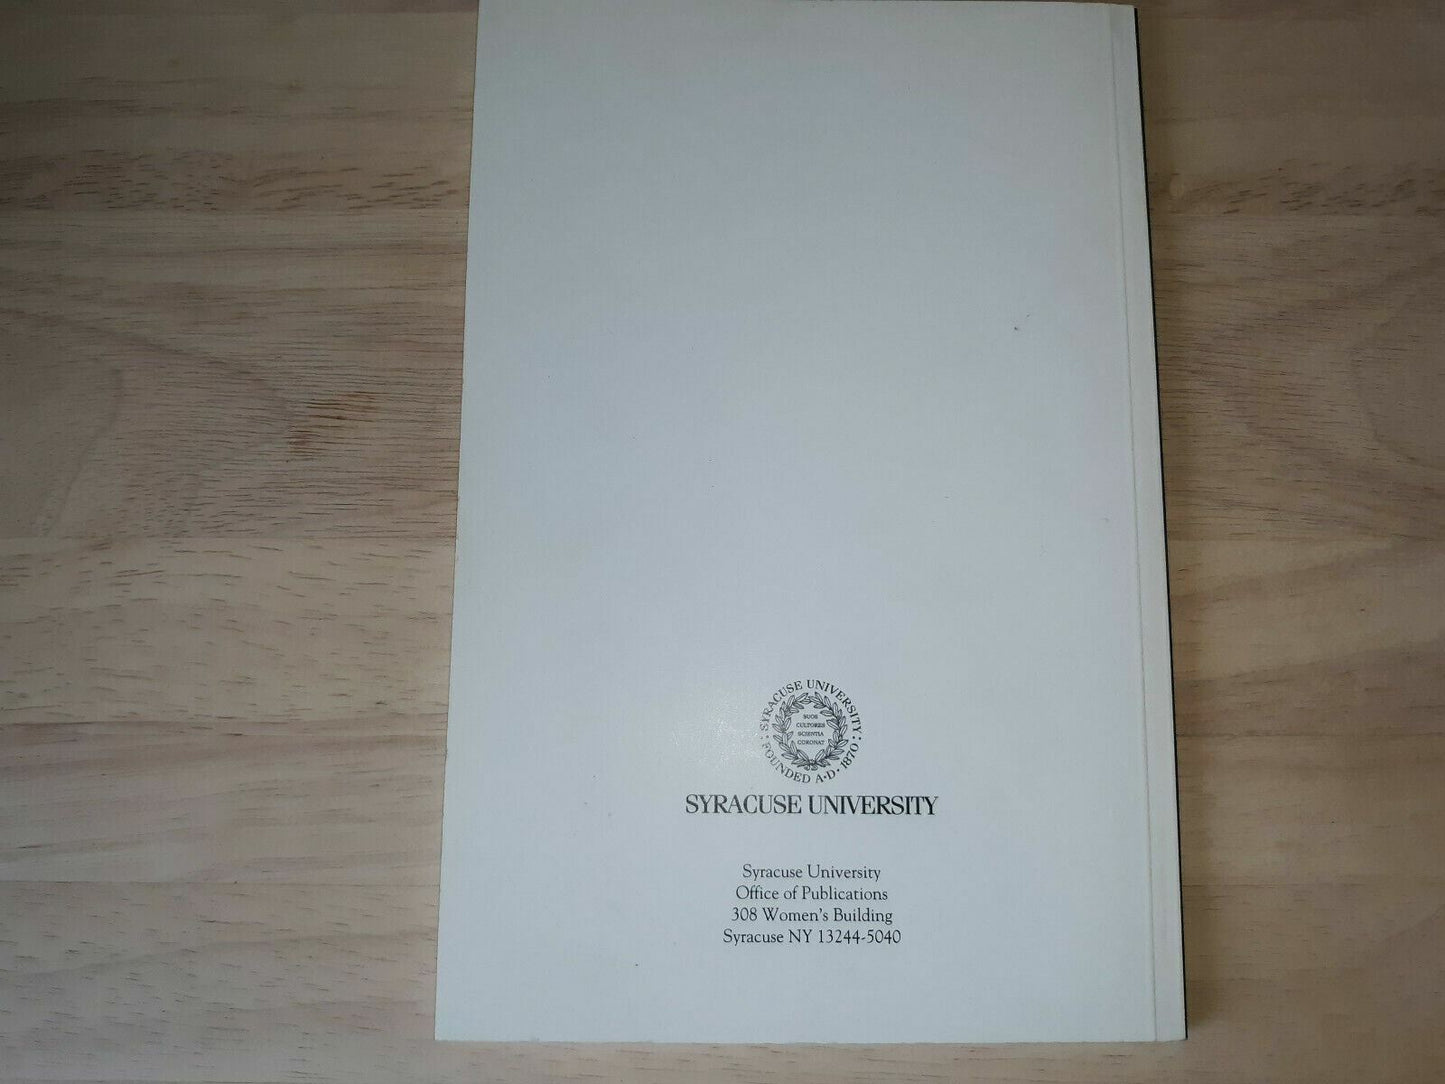 SYRACUSE UNIVERSITY
SUOS
CULTORES
SCIENTIA
CORONAT
FOUNDED A·D· 1870
SYRACUSE UNIVERSITY
Syracuse University
Office of Publications
308 Women's Building
Syracuse NY 13244-5040